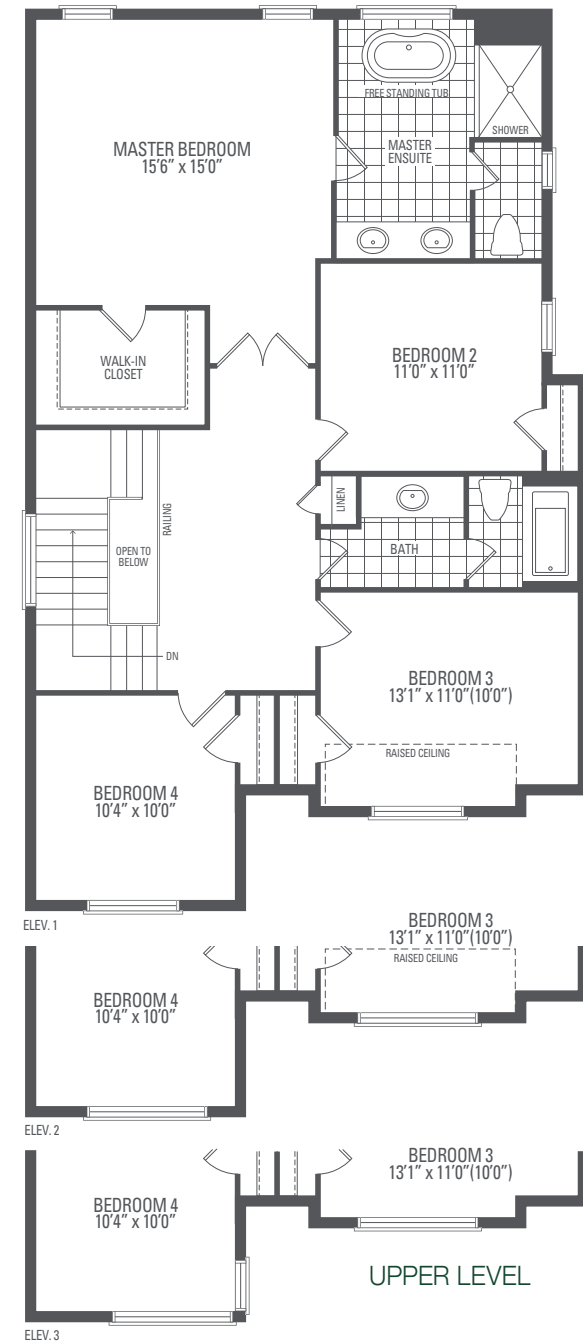 FREE STANDING TUB
SHOWER
MASTER BEDROOM
15'6" x 15'0"
MASTER
ENSUITE
WALK-IN
CLOSET
BEDROOM 2
11'0" x 11'0"
LINEN
RAILING
OPEN TO
BELOW
BATH
DN
BEDROOM 3
13'1" x 11'0"(10'0")
RAISED CEILING
BEDROOM 4
10'4" x 10'0"
ELEV. 1
BEDROOM 3
13'1" x 11'0"(10'0")
RAISED CEILING
BEDROOM 4
10'4" x 10'0"
ELEV. 2
BEDROOM 3
13'1" x 11'0"(10'0")
BEDROOM 4
10'4" x 10'0"
UPPER LEVEL
ELEV. 3